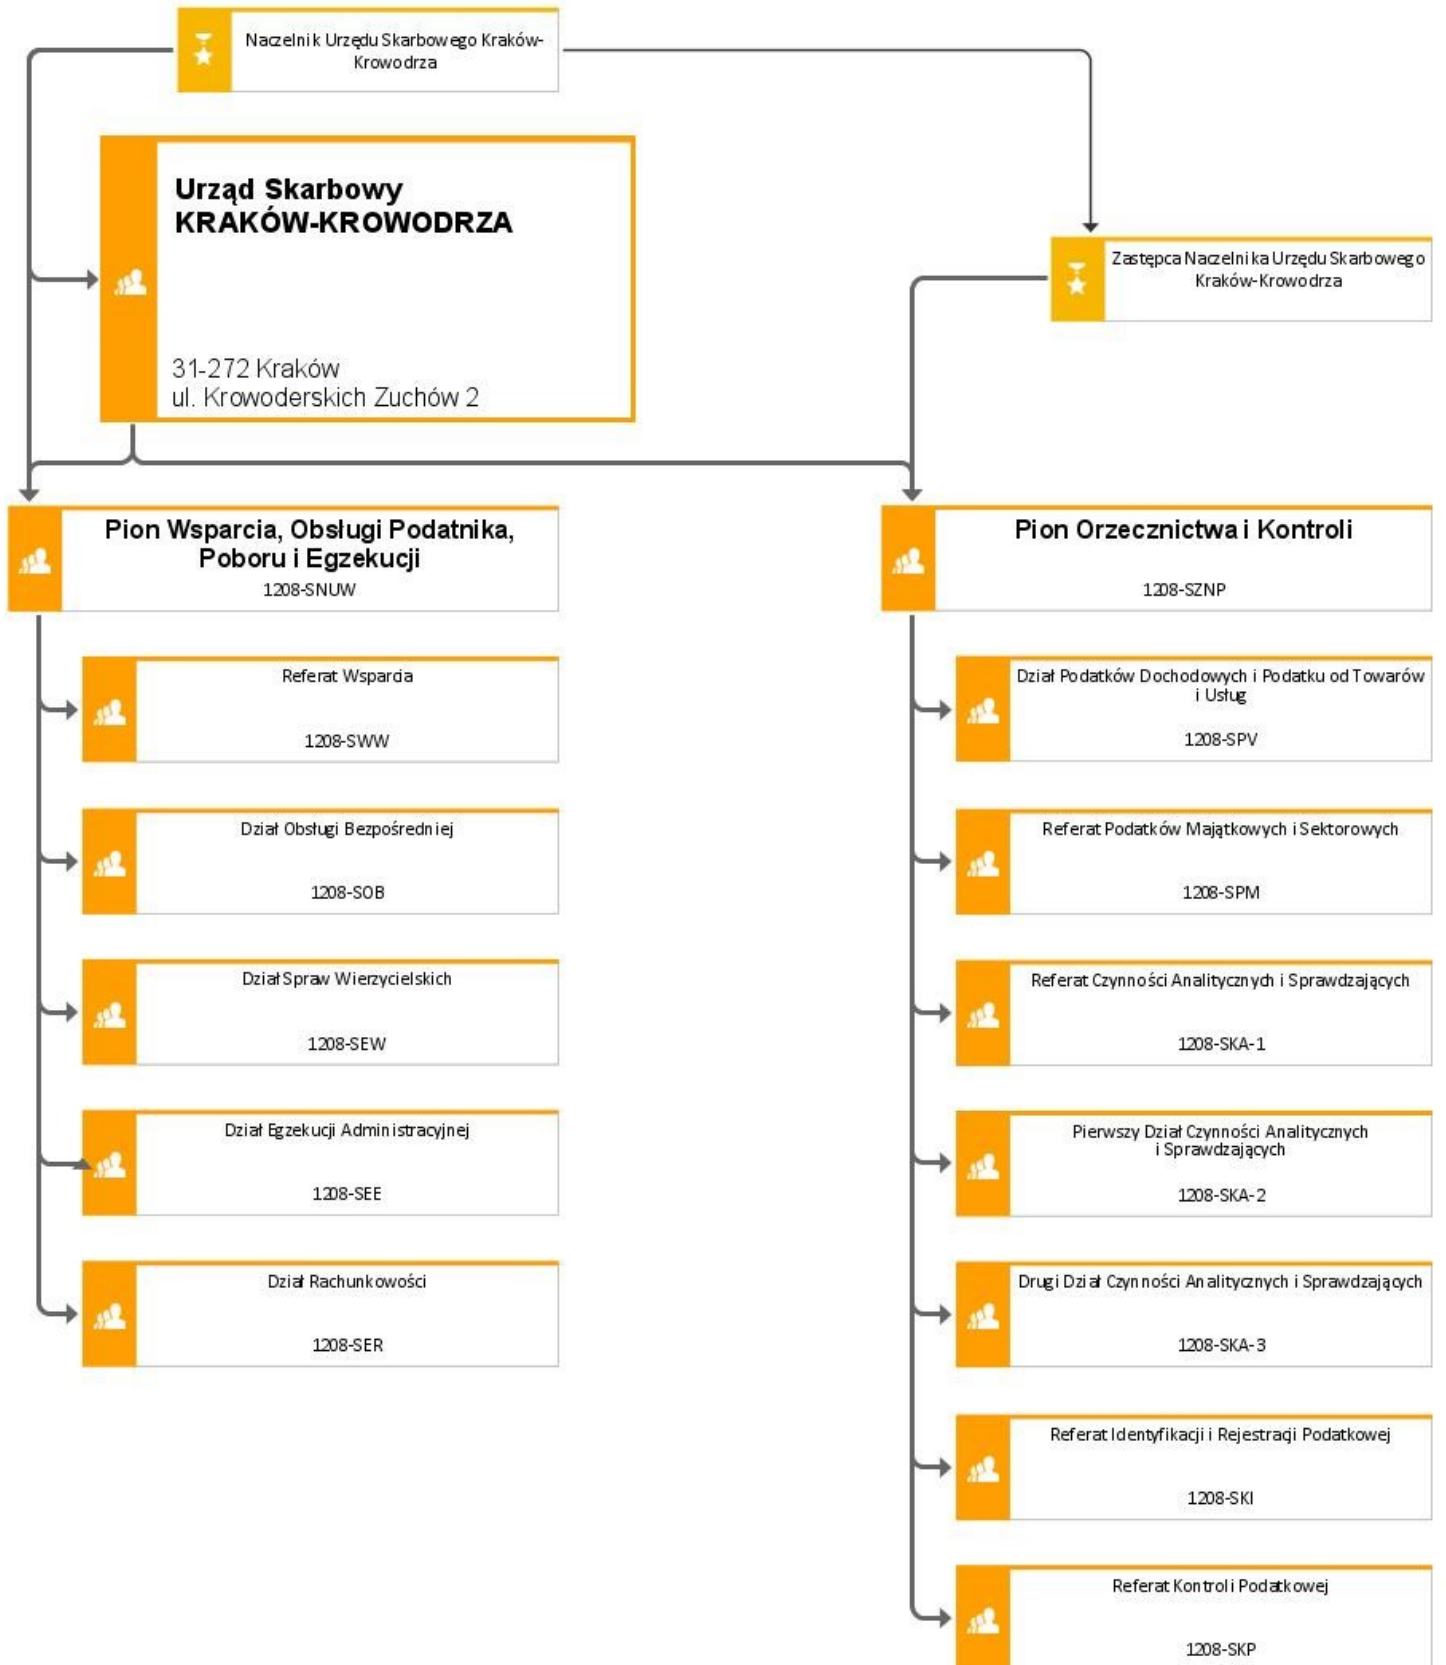 Naczelnik Urzędu Skarbowego Kraków-
Krowodrza
Urząd Skarbowy
KRAKÓW-KROWODRZA
31-272 Kraków
ul. Krowoderskich Zuchów 2
Zastępca Naczelnika Urzędu Skarbowego
Kraków-Krowodrza
Pion Wsparcia, Obsługi Podatnika,
Poboru i Egzekucji
1208-SNUW
Referat Wsparcia
1208-SWW
Dział Obsługi Bezpośredniej
1208-SOB
Dział Spraw Wierzycielskich
1208-SEW
Dział Egzekucji Administracyjnej
1208-SEE
Dział Rachunkowości
1208-SER
Pion Orzecznictwa i Kontroli
1208-SZNP
Dział Podatków Dochodowych i Podatku od Towarów
i Usług
1208-SPV
Referat Podatków Majątkowych i Sektorowych
1208-SPM
Referat Czynności Analitycznych i Sprawdzających
1208-SKA-1
Pierwszy Dział Czynności Analitycznych
i Sprawdzających
1208-SKA-2
Drugi Dział Czynności Analitycznych i Sprawdzających
1208-SKA-3
Referat Identyfikacji i Rejestracji Podatkowej
1208-SKI
Referat Kontroli Podatkowej
1208-SKP